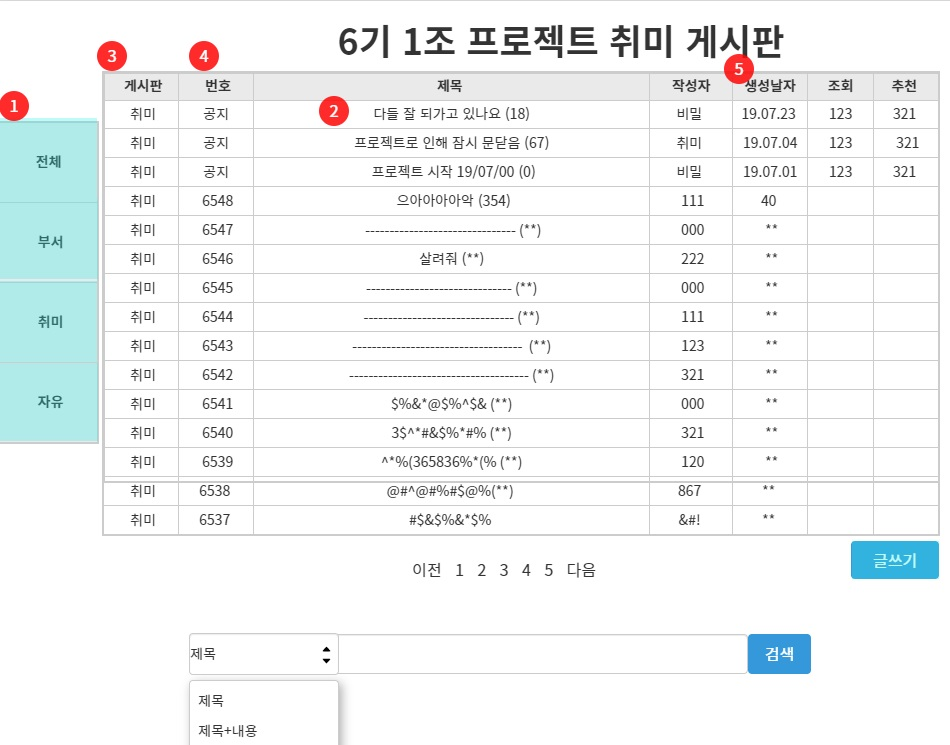 6기 1조 프로젝트 취미 게시판
3 4 5
게시판 번호 제목 작성자 생성날자 조회 추천
1
취미 공지 2 다들 잘 되가고 있나요 (18) 비밀 19.07.23 123 321
취미 공지 프로젝트로 인해 잠시 문닫음 (67) 취미 19.07.04 123 321
전체
취미 공지 프로젝트 시작 19/07/00 (0) 비밀 19.07.01 123 321
취미 6548 으아아아아악 (354) 111 40
취미 6547 ------------------------------- (**) 000 **
부서
취미 6546 살려줘 (**) 222 **
취미 6545 ------------------------------ (**) 000 **
취미 6544 ------------------------------- (**) 111 **
취미
취미 6543 ----------------------------------- (**) 123 **
취미 6542 ------------------------------------- (**) 321 **
자유
취미 6541 $%&*@$%^$& (**) 000 **
취미 6540 3$^*#&$%*#% (**) 321 **
취미 6539 ^*%(365836%*(% (**) 120 **
취미 6538 @#^@#%#$@%(**) 867 **
취미 6537 #$&$%&*$% &#! **
이전 1 2 3 4 5 다음
글쓰기
제목 검색
제목
제목+내용